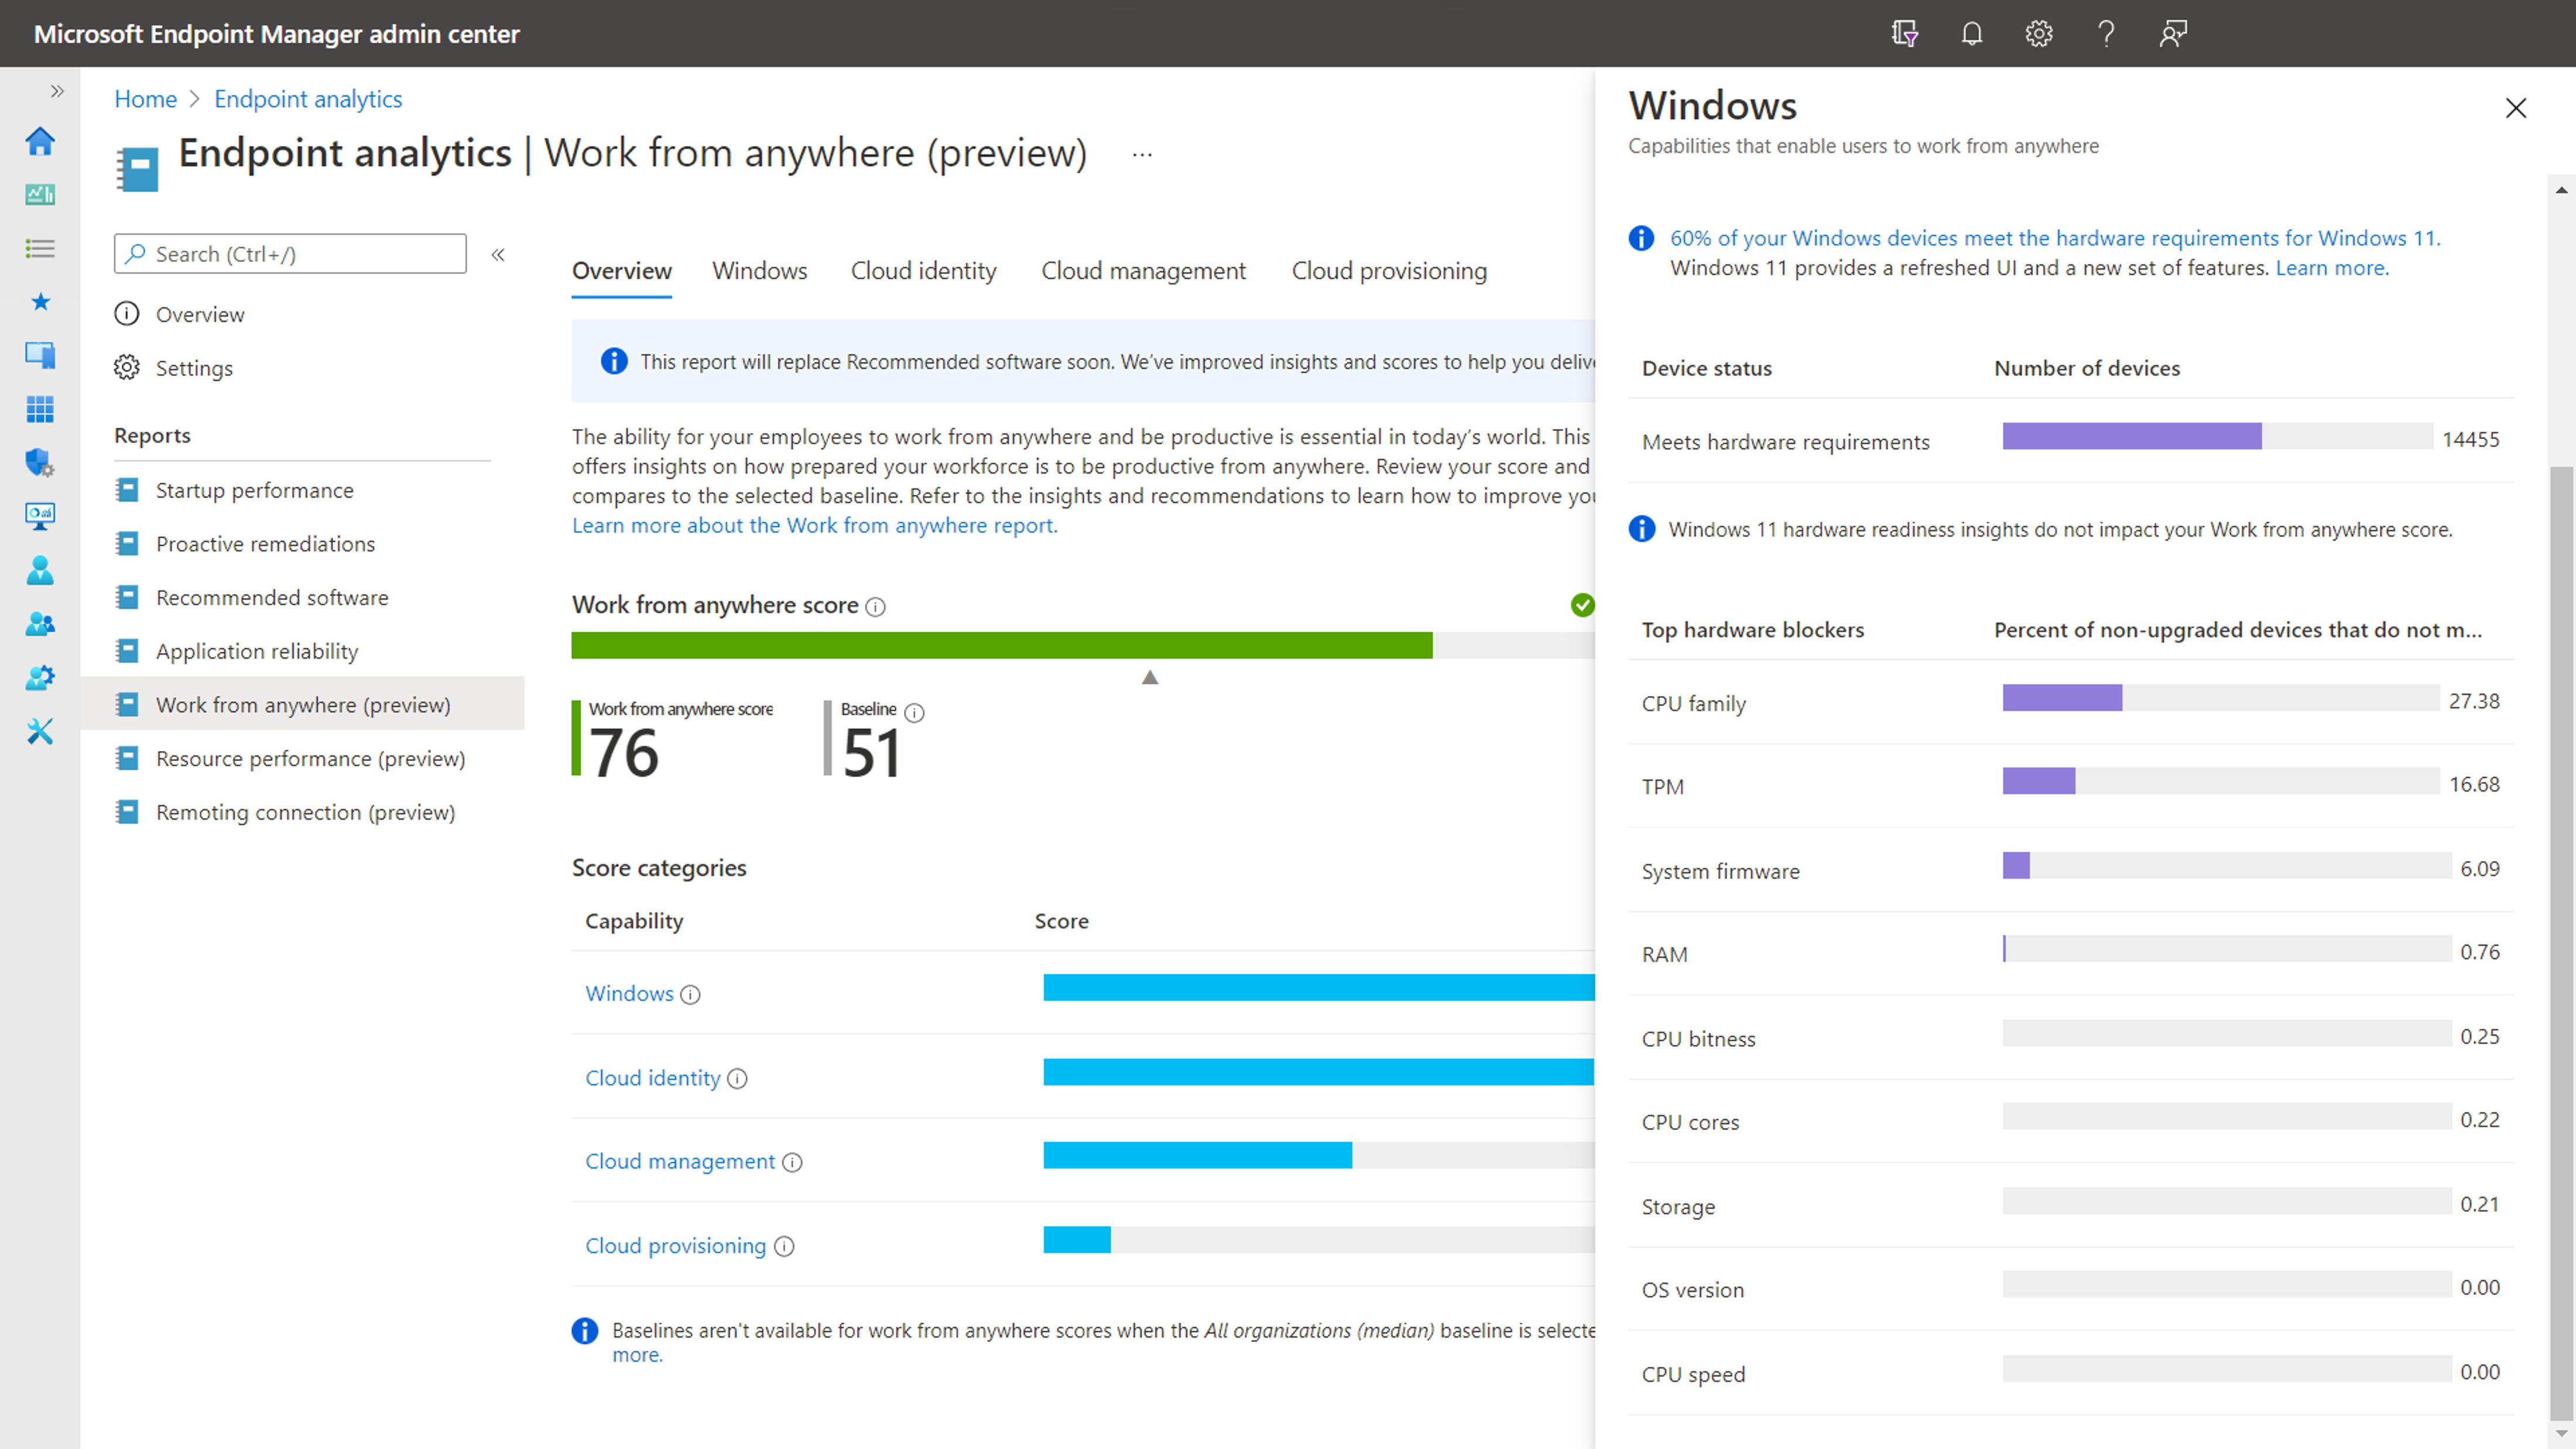 Microsoft Endpoint Manager admin center
Home > Endpoint analytics
Endpoint analytics | Work from anywhere (preview) ...
Search (Ctrl+/)
Overview
Settings
Reports
Startup performance
Proactive remediations
Recommended software
Application reliability
Work from anywhere (preview)
Resource performance (preview)
Remoting connection (preview)
Overview Windows Cloud identity Cloud management Cloud provisioning
This report will replace Recommended software soon. We've improved insights and scores to help you delive
The ability for your employees to work from anywhere and be productive is essential in today's world. This
offers insights on how prepared your workforce is to be productive from anywhere. Review your score and
compares to the selected baseline. Refer to the insights and recommendations to learn how to improve you
Learn more about the Work from anywhere report.
Work from anywhere score
Work from anywhere score
76
Baseline
51
Score categories
Capability Score
Windows
Cloud identity
Cloud management
Cloud provisioning
Baselines aren't available for work from anywhere scores when the All organizations (median) baseline is selecte
more.
Windows
Capabilities that enable users to work from anywhere
60% of your Windows devices meet the hardware requirements for Windows 11.
Windows 11 provides a refreshed UI and a new set of features. Learn more.
Device status Number of devices
Meets hardware requirements 14455
Windows 11 hardware readiness insights do not impact your Work from anywhere score.
Top hardware blockers Percent of non-upgraded devices that do not m...
CPU family 27.38
TPM 16.68
System firmware 6.09
RAM 0.76
CPU bitness 0.25
CPU cores 0.22
Storage 0.21
OS version 0.00
CPU speed 0.00